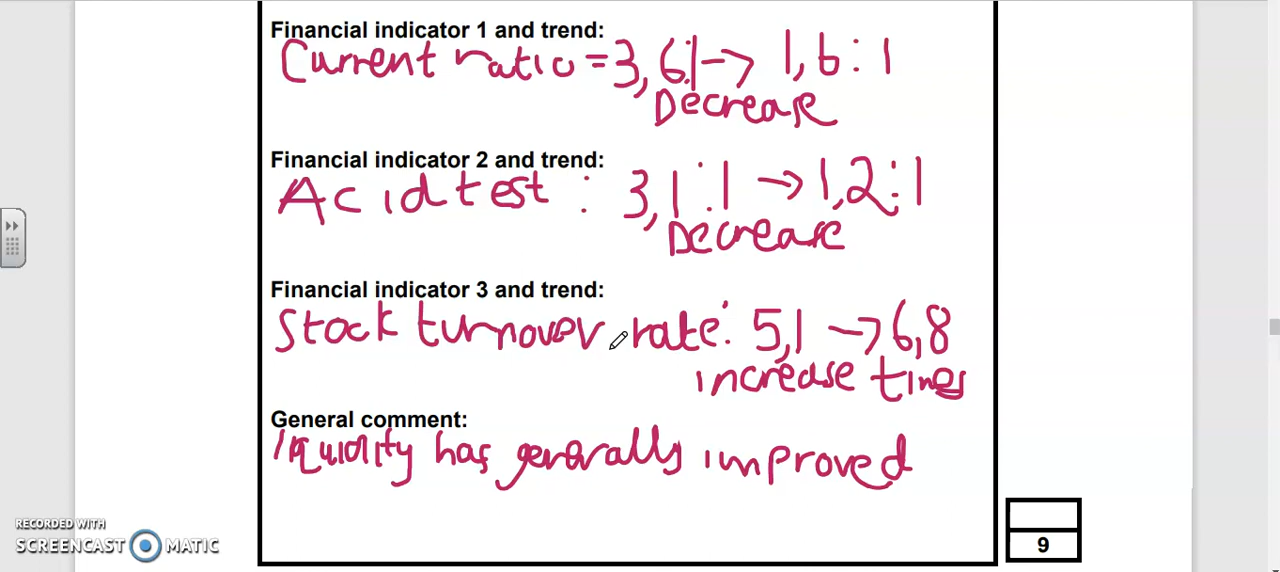 Financial indicator 1 and trend:
Current ratio = 3,6:1 → 1,6:1
Decrease
Financial indicator 2 and trend:
Acid test : 3,1:1 → 1,2:1
Decrease
Financial indicator 3 and trend:
Stock turnover rate: 5,1 → 6,8
increase times
General comment:
liquidity has generally improved
9
RECORDED WITH
SCREENCAST MATIC